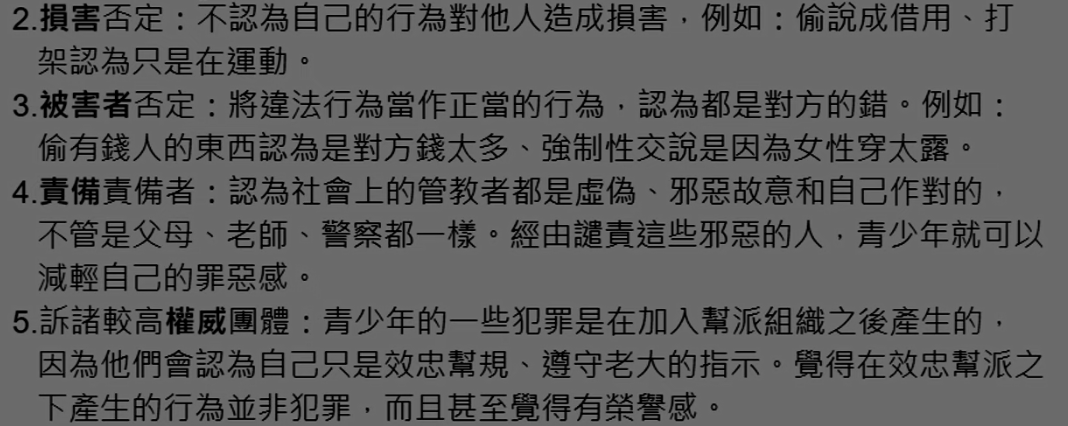 2.損害否定：不認為自己的行為對他人造成損害，例如：偷說成借用、打
架認為只是在運動。
3.被害者否定：將違法行為當作正當的行為，認為都是對方的錯。例如：
偷有錢人的東西認為是對方錢太多、強制性交說是因為女性穿太露。
4.責備責備者：認為社會上的管教者都是虛偽、邪惡故意和自己作對的，
不管是父母、老師、警察都一樣。經由譴責這些邪惡的人，青少年就可以
減輕自己的罪惡感。
5.訴諸較高權威團體：青少年的一些犯罪是在加入幫派組織之後產生的，
因為他們會認為自己只是效忠幫規、遵守老大的指示。覺得在效忠幫派之
下產生的行為並非犯罪，而且甚至覺得有榮譽感。